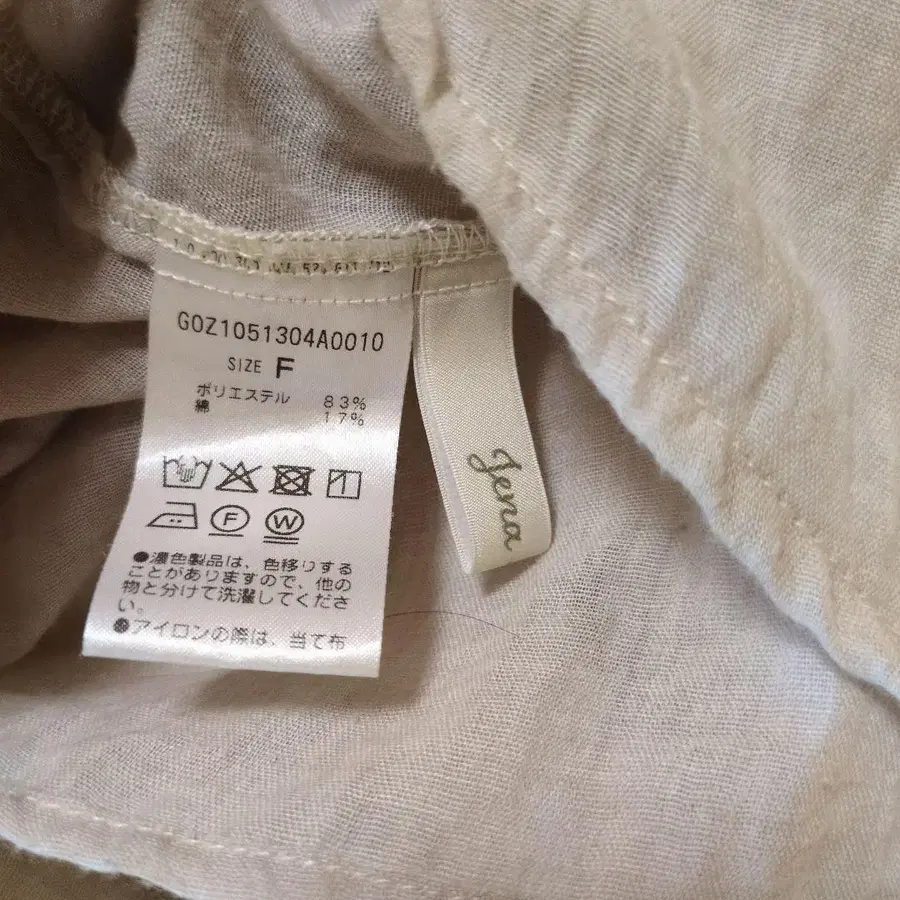 G0Z1051304A0010
SIZE F
ポリエステル 83%
綿 17%
F
W
●濃色製品は、色移りする
ことがありますので、他の
物と分けて洗濯してくださ
い。
●アイロンの際は、当て布
Jena